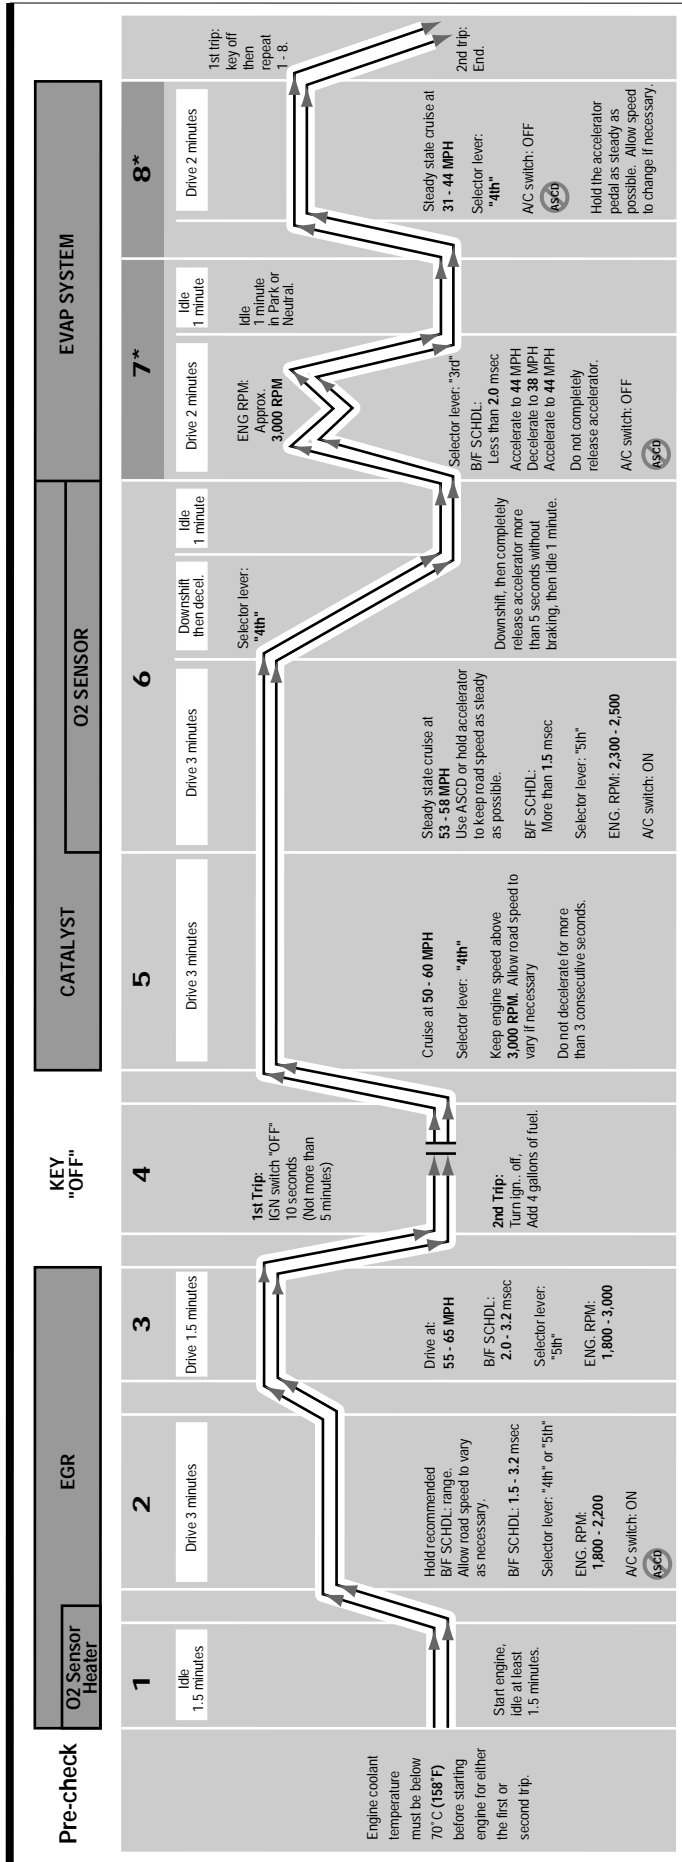 Pre-check
EGR
O2 Sensor
Heater
KEY
"OFF"
CATALYST
O2 SENSOR
EVAP SYSTEM
Engine coolant
temperature
must be below
70˚C (158˚F)
before starting
engine for either
the first or
second trip.
1
Idle
1.5 minutes
Start engine,
idle at least
1.5 minutes.
2
Drive 3 minutes
Hold recommended
B/F SCHDL: range.
Allow road speed to vary
as necessary.
B/F SCHDL: 1.5 - 3.2 msec
Selector lever: "4th" or "5th"
ENG. RPM:
1,800 - 2,200
A/C switch: ON
ASCD
3
Drive 1.5 minutes
Drive at:
55 - 65 MPH
B/F SCHDL:
2.0 - 3.2 msec
Selector lever:
"5th"
ENG. RPM:
1,800 - 3,000
4
1st Trip:
IGN switch "OFF"
10 seconds
(Not more than
5 minutes)
2nd Trip:
Turn ign.. off,
Add 4 gallons of fuel.
5
Drive 3 minutes
Cruise at 50 - 60 MPH
Selector lever: "4th"
Keep engine speed above
3,000 RPM. Allow road speed to
vary if necessary
Do not decelerate for more
than 3 consecutive seconds.
6
Drive 3 minutes
Steady state cruise at
53 - 58 MPH
Use ASCD or hold accelerator
to keep road speed as steady
as possible.
B/F SCHDL:
More than 1.5 msec
Selector lever: "5th"
ENG. RPM: 2,300 - 2,500
A/C switch: ON
Downshift
then decel.
Selector lever:
"4th"
Idle
1 minute
Downshift, then completely
release accelerator more
than 5 seconds without
braking, then idle 1 minute.
7*
Drive 2 minutes
ENG RPM:
Approx.
3,000 RPM
Selector lever: "3rd"
B/F SCHDL:
Less than 2.0 msec
Accelerate to 44 MPH
Decelerate to 38 MPH
Accelerate to 44 MPH
Do not completely
release accelerator.
A/C switch: OFF
ASCD
Idle
1 minute
Idle
1 minute
in Park or
Neutral.
8*
Drive 2 minutes
Steady state cruise at
31 - 44 MPH
Selector lever:
"4th"
A/C switch: OFF
ASCD
Hold the accelerator
pedal as steady as
possible. Allow speed
to change if necessary.
1st trip:
key off
then
repeat
1 - 8.
2nd trip:
End.